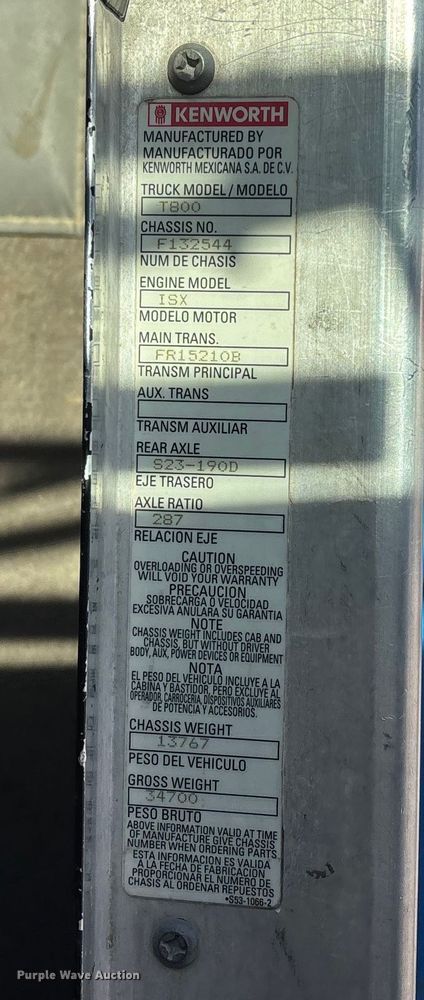 KENWORTH
MANUFACTURED BY
MANUFACTURADO POR
KENWORTH MEXICANA S.A. DE C.V.
TRUCK MODEL / MODELO
T800
CHASSIS NO.
F132544
NUM DE CHASIS
ENGINE MODEL
ISX
MODELO MOTOR
MAIN TRANS.
FR15210B
TRANSM PRINCIPAL
AUX. TRANS
TRANSM AUXILIAR
REAR AXLE
S23-190D
EJE TRASERO
AXLE RATIO
287
RELACION EJE
CAUTION
OVERLOADING OR OVERSPEEDING
WILL VOID YOUR WARRANTY
PRECAUCION
SOBRECARGA O VELOCIDAD
EXCESIVA ANULARA SU GARANTIA
NOTE
CHASSIS WEIGHT INCLUDES CAB AND
CHASSIS, BUT WITHOUT DRIVER
BODY, AUX, POWER DEVICES OR EQUIPMENT
NOTA
EL PESO DEL VEHICULO INCLUYE A LA
CABINA Y BASTIDOR, PERO EXCLUYE AL
OPERADOR, CARROCERIA, DISPOSITIVOS AUXILIARES
DE POTENCIA Y ACCESORIOS.
CHASSIS WEIGHT
13767
PESO DEL VEHICULO
GROSS WEIGHT
34700
PESO BRUTO
ABOVE INFORMATION VALID AT TIME
OF MANUFACTURE GIVE CHASSIS
NUMBER WHEN ORDERING PARTS
ESTA INFORMACION ES VALIDA
A LA FECHA DE FABRICACION
PROPORCIONAR EL NUMERO DE
CHASIS AL ORDENAR REPUESTOS
*S53-1066-2
Purple Wave Auction